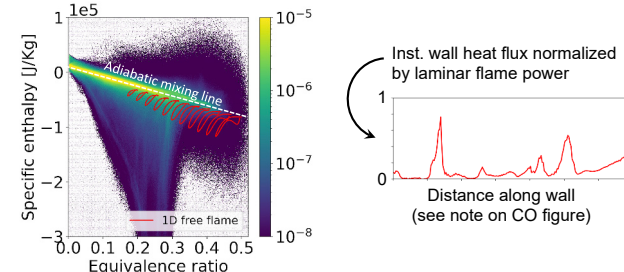 1e5
Specific enthalpy [J/Kg]
1
0
−1
−2
−3
Adiabatic mixing line
1D free flame
0.0 0.1 0.2 0.3 0.4 0.5
Equivalence ratio
10⁻⁵
10⁻⁶
10⁻⁷
10⁻⁸
Inst. wall heat flux normalized
by laminar flame power
1
0
Distance along wall
(see note on CO figure)